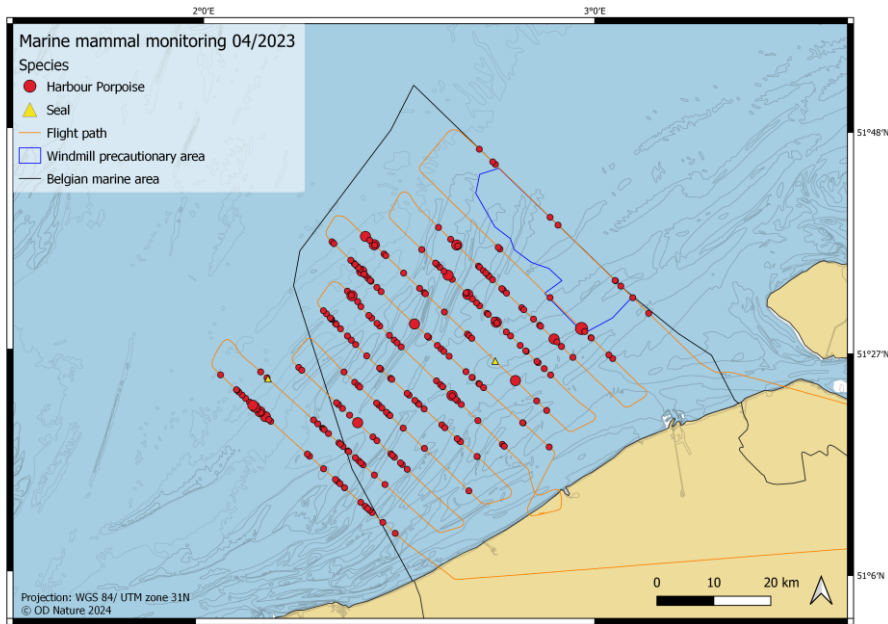 2°0'E
3°0'E
Marine mammal monitoring 04/2023
Species
Harbour Porpoise
Seal
Flight path
Windmill precautionary area
Belgian marine area
51°48'N
51°27'N
51°6'N
0 10 20 km
Projection: WGS 84/ UTM zone 31N
© OD Nature 2024